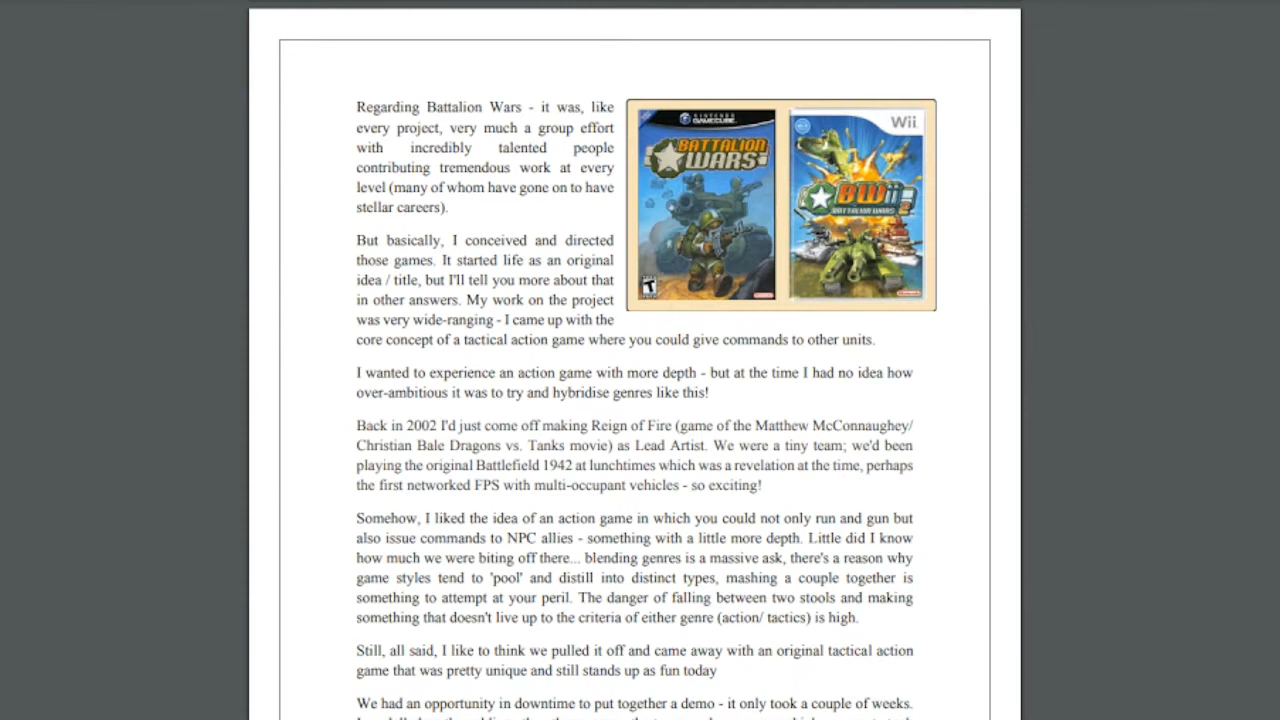 Regarding Battalion Wars - it was, like
every project, very much a group effort
with incredibly talented people
contributing tremendous work at every
level (many of whom have gone on to have
stellar careers).
NINTENDO
GAMECUBE
BATTALION
WARS
T
Wii
BWii
BATTALION WARS 2
But basically, I conceived and directed
those games. It started life as an original
idea / title, but I'll tell you more about that
in other answers. My work on the project
was very wide-ranging - I came up with the
core concept of a tactical action game where you could give commands to other units.
I wanted to experience an action game with more depth - but at the time I had no idea how
over-ambitious it was to try and hybridise genres like this!
Back in 2002 I'd just come off making Reign of Fire (game of the Matthew McConnaughey/
Christian Bale Dragons vs. Tanks movie) as Lead Artist. We were a tiny team; we'd been
playing the original Battlefield 1942 at lunchtimes which was a revelation at the time, perhaps
the first networked FPS with multi-occupant vehicles - so exciting!
Somehow, I liked the idea of an action game in which you could not only run and gun but
also issue commands to NPC allies - something with a little more depth. Little did I know
how much we were biting off there... blending genres is a massive ask, there's a reason why
game styles tend to 'pool' and distill into distinct types, mashing a couple together is
something to attempt at your peril. The danger of falling between two stools and making
something that doesn't live up to the criteria of either genre (action/ tactics) is high.
Still, all said, I like to think we pulled it off and came away with an original tactical action
game that was pretty unique and still stands up as fun today
We had an opportunity in downtime to put together a demo - it only took a couple of weeks.